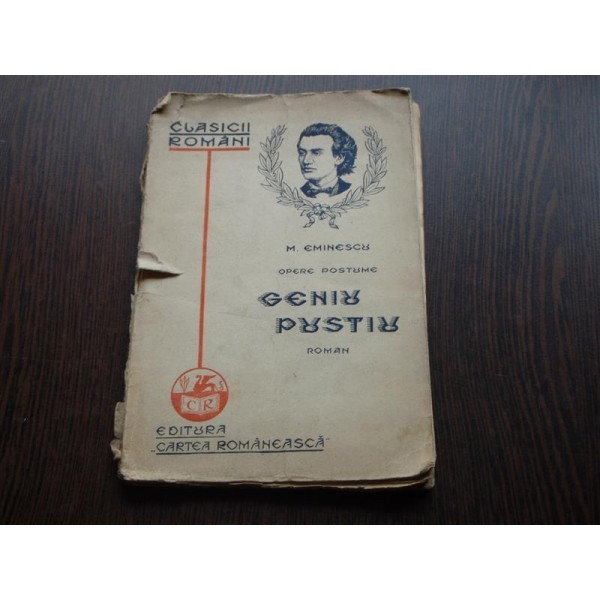 CLASICII
ROMÂNI
M. EMINESCU
OPERE POSTUME
GENIU
PUSTIU
ROMAN
C R
EDITURA
„CARTEA ROMÂNEASCĂ”